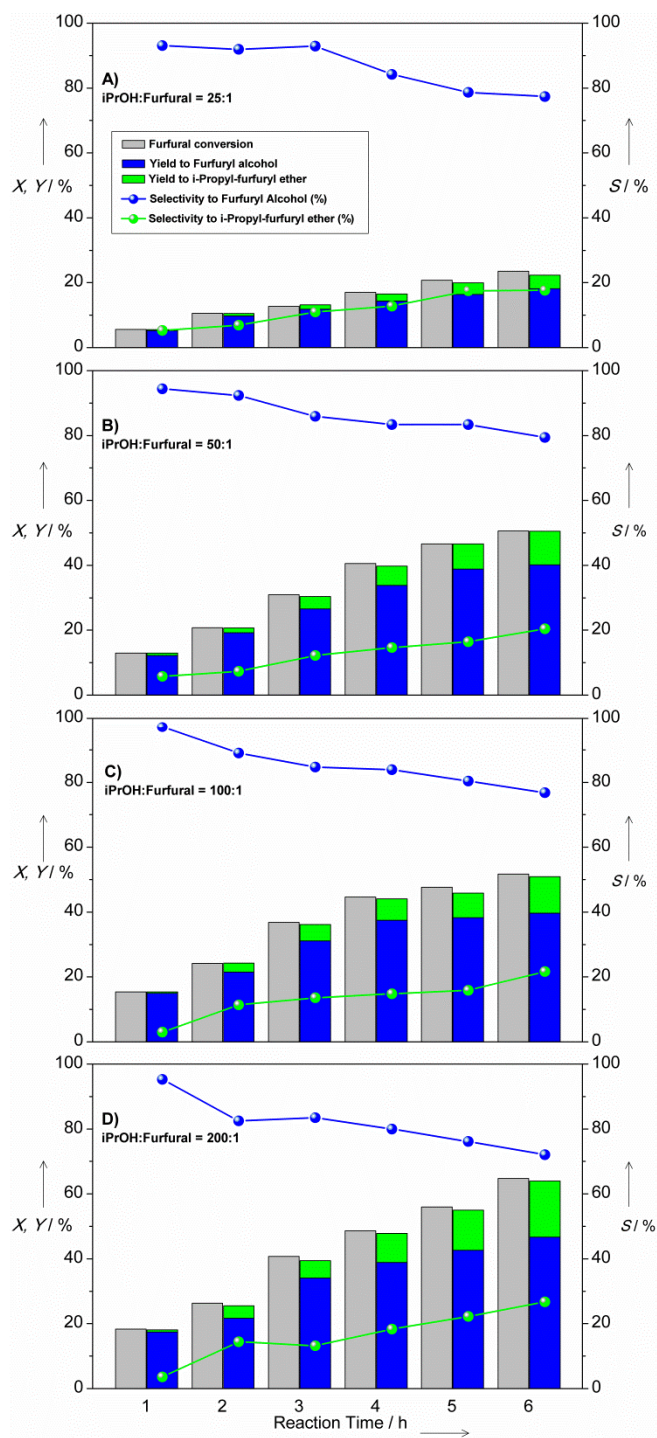 A)
iPrOH:Furfural = 25:1
Furfural conversion
Yield to Furfuryl alcohol
Yield to i-Propyl-furfuryl ether
Selectivity to Furfuryl Alcohol (%)
Selectivity to i-Propyl-furfuryl ether (%)
X, Y / %
S / %
100
80
60
40
20
0
100
80
60
40
20
0
B)
iPrOH:Furfural = 50:1
X, Y / %
S / %
100
80
60
40
20
0
100
80
60
40
20
0
C)
iPrOH:Furfural = 100:1
X, Y / %
S / %
100
80
60
40
20
0
100
80
60
40
20
0
D)
iPrOH:Furfural = 200:1
X, Y / %
S / %
100
80
60
40
20
0
100
80
60
40
20
0
1 2 3 4 5 6
Reaction Time / h